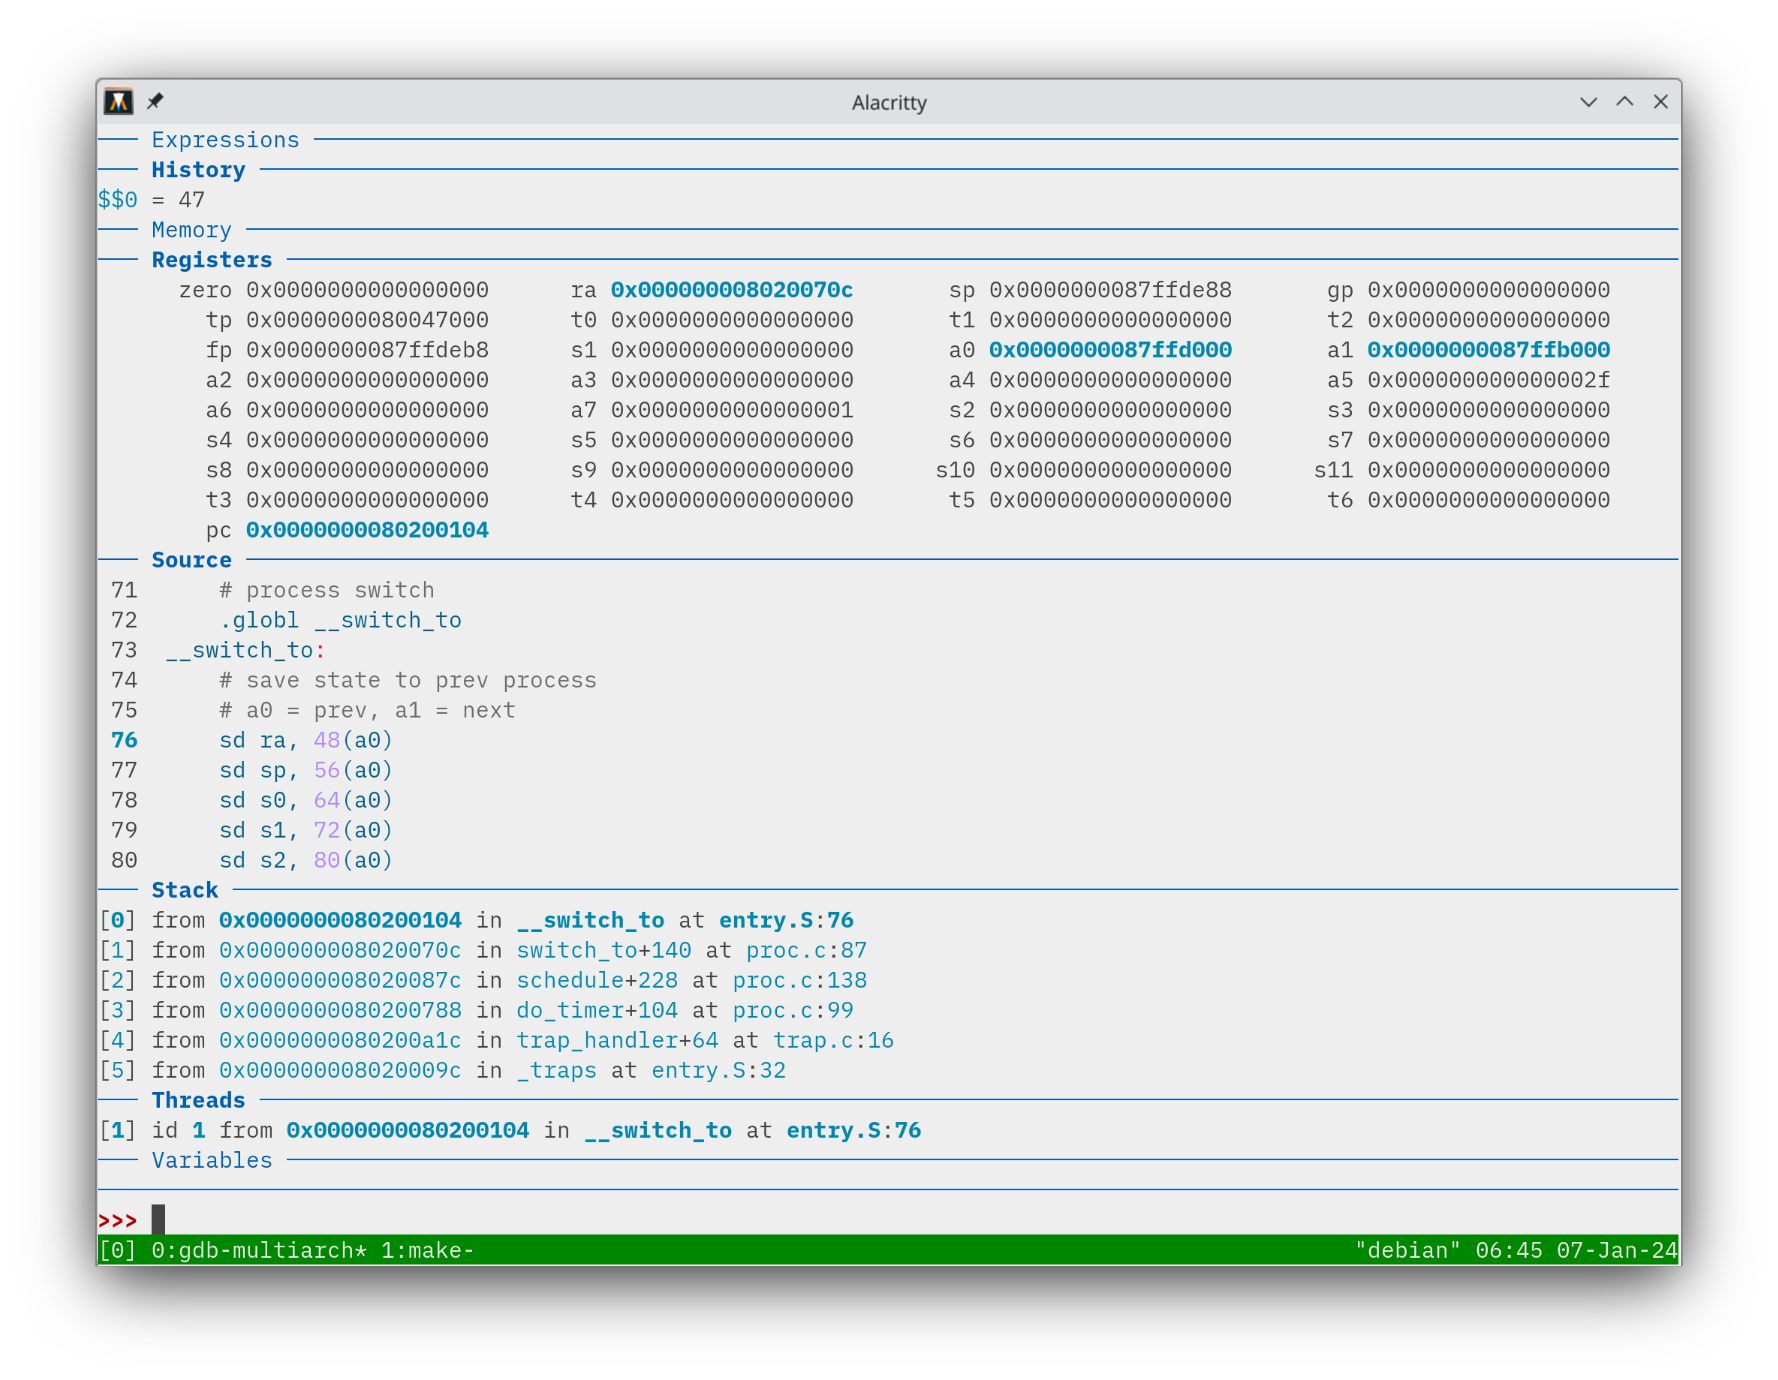 Alacritty
Expressions
History
$$0 = 47
Memory
Registers
zero 0x0000000000000000 ra 0x000000008020070c sp 0x0000000087ffde88 gp 0x0000000000000000
tp 0x0000000080047000 t0 0x0000000000000000 t1 0x0000000000000000 t2 0x0000000000000000
fp 0x0000000087ffdeb8 s1 0x0000000000000000 a0 0x0000000087ffd000 a1 0x0000000087ffb000
a2 0x0000000000000000 a3 0x0000000000000000 a4 0x0000000000000000 a5 0x000000000000002f
a6 0x0000000000000000 a7 0x0000000000000001 s2 0x0000000000000000 s3 0x0000000000000000
s4 0x0000000000000000 s5 0x0000000000000000 s6 0x0000000000000000 s7 0x0000000000000000
s8 0x0000000000000000 s9 0x0000000000000000 s10 0x0000000000000000 s11 0x0000000000000000
t3 0x0000000000000000 t4 0x0000000000000000 t5 0x0000000000000000 t6 0x0000000000000000
pc 0x0000000080200104
Source
71 # process switch
72 .globl __switch_to
73 __switch_to:
74 # save state to prev process
75 # a0 = prev, a1 = next
76 sd ra, 48(a0)
77 sd sp, 56(a0)
78 sd s0, 64(a0)
79 sd s1, 72(a0)
80 sd s2, 80(a0)
Stack
[0] from 0x0000000080200104 in __switch_to at entry.S:76
[1] from 0x000000008020070c in switch_to+140 at proc.c:87
[2] from 0x000000008020087c in schedule+228 at proc.c:138
[3] from 0x0000000080200788 in do_timer+104 at proc.c:99
[4] from 0x0000000080200a1c in trap_handler+64 at trap.c:16
[5] from 0x000000008020009c in _traps at entry.S:32
Threads
[1] id 1 from 0x0000000080200104 in __switch_to at entry.S:76
Variables
>>>
[0] 0:gdb-multiarch* 1:make- "debian" 06:45 07-Jan-24